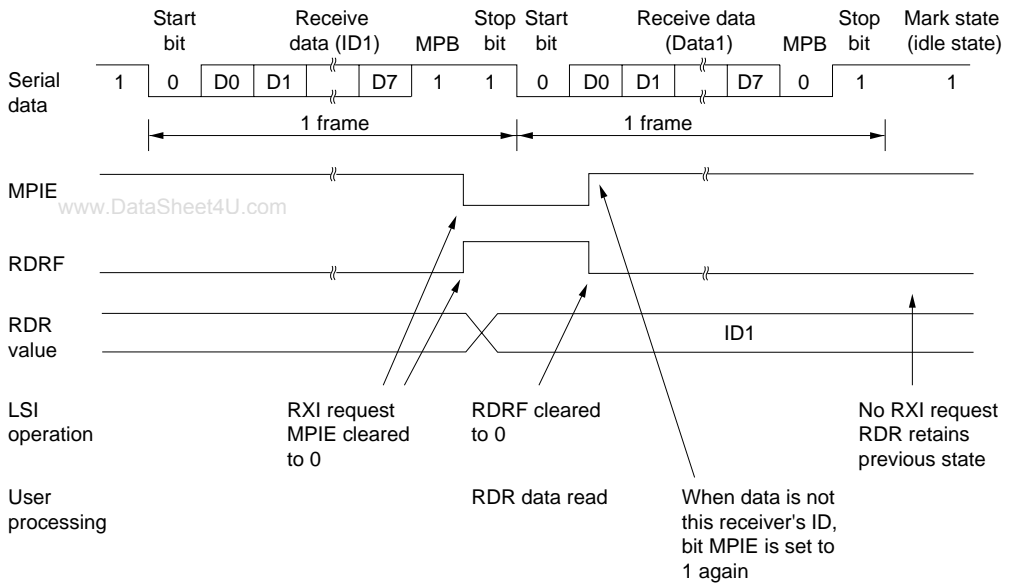 Start Receive Stop Start Receive data Stop Mark state
bit data (ID1) MPB bit bit (Data1) MPB bit (idle state)
Serial data 1 0 D0 D1 D7 1 1 0 D0 D1 D7 0 1 1
1 frame 1 frame
MPIE
www.DataSheet4U.com
RDRF
RDR
value
ID1
LSI
operation
RXI request
MPIE cleared
to 0
RDRF cleared
to 0
No RXI request
RDR retains
previous state
User
processing
RDR data read
When data is not
this receiver's ID,
bit MPIE is set to
1 again